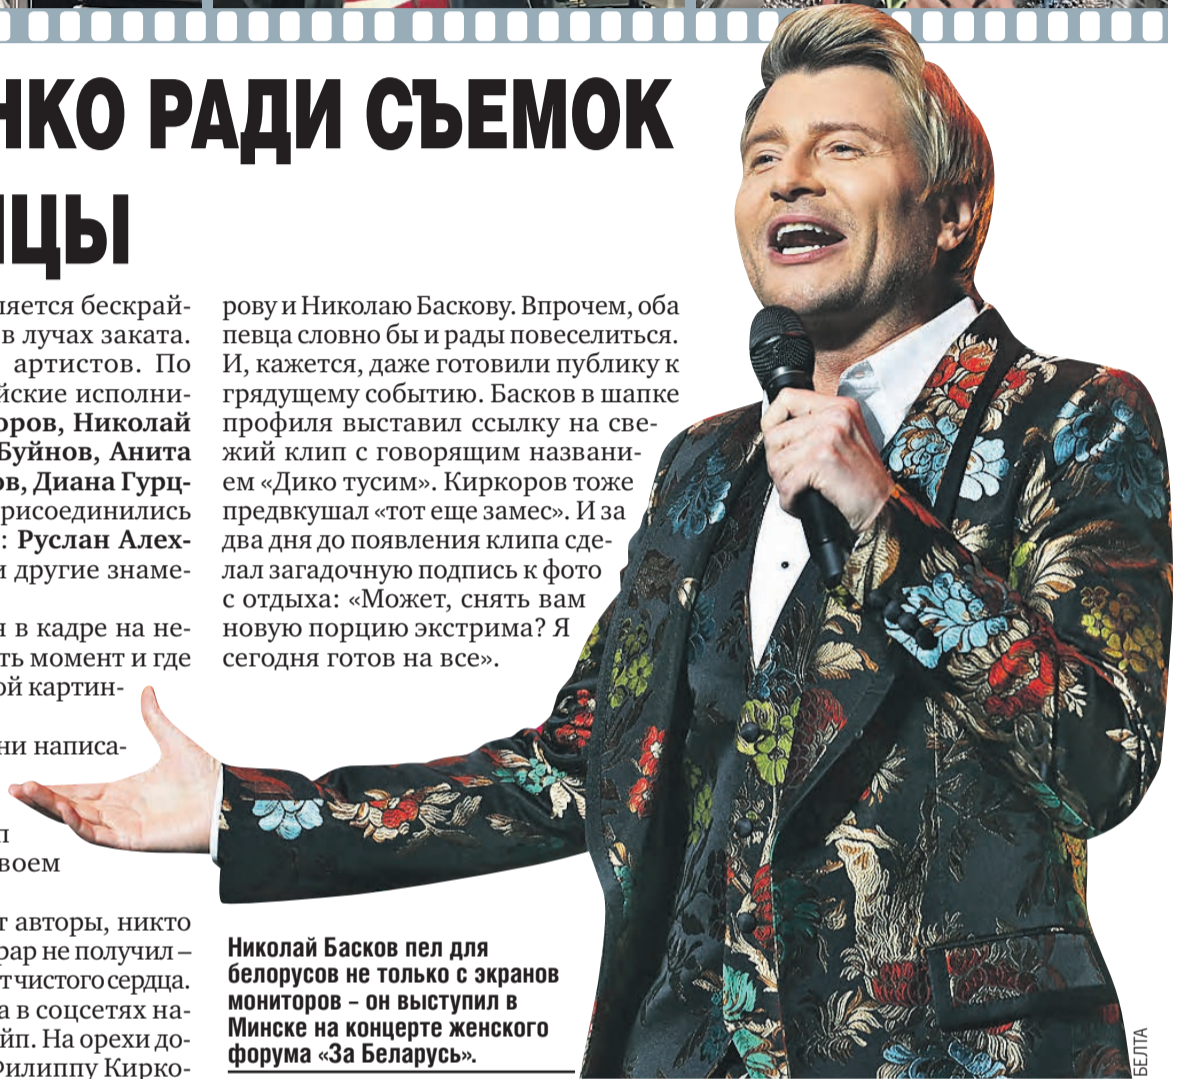 НКО РАДИ СЪЕМОК
ЦЫ
ляется бескрай-
в лучах заката.
артистов. По
йские исполни-
оров, Николай
Буйнов, Анита
ов, Диана Гурц-
рисоединились
: Руслан Алех-
и другие знаме-
я в кадре на не-
ть момент и где
ой картин-
ни написа-
п
воем
т авторы, никто
рар не получил –
т чистого сердца.
а в соцсетях на-
йп. На орехи до-
Филиппу Кирко-
рову и Николаю Баскову. Впрочем, оба
певца словно бы и рады повеселиться.
И, кажется, даже готовили публику к
грядущему событию. Басков в шапке
профиля выставил ссылку на све-
жий клип с говорящим названи-
ем «Дико тусим». Киркоров тоже
предвкушал «тот еще замес». И за
два дня до появления клипа сде-
лал загадочную подпись к фото
с отдыха: «Может, снять вам
новую порцию экстрима? Я
сегодня готов на все».
Николай Басков пел для
белорусов не только с экранов
мониторов – он выступил в
Минске на концерте женского
форума «За Беларусь».
БЕЛТА